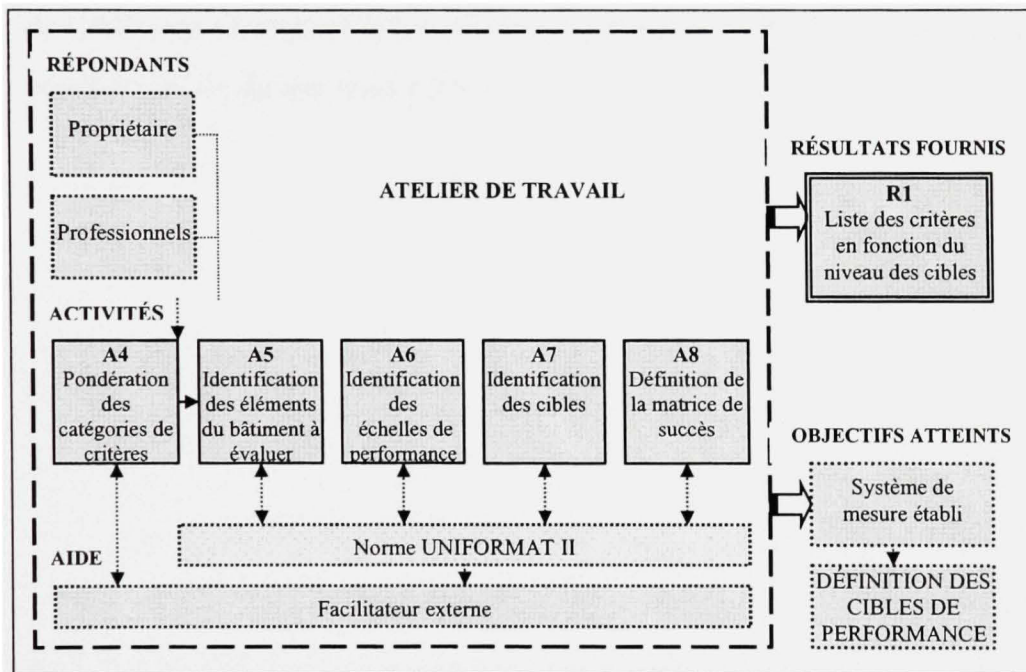 RÉPONDANTS
Propriétaire
Professionnels
ATELIER DE TRAVAIL
RÉSULTATS FOURNIS
R1
Liste des critères
en fonction du
niveau des cibles
ACTIVITÉS
A4
Pondération
des
catégories de
critères
A5
Identification
des éléments
du bâtiment à
évaluer
A6
Identification
des
échelles de
performance
A7
Identification
des cibles
A8
Définition de
la matrice de
succès
OBJECTIFS ATTEINTS
Système de
mesure établi
DÉFINITION DES
CIBLES DE
PERFORMANCE
AIDE
Norme UNIFORMAT II
Facilitateur externe